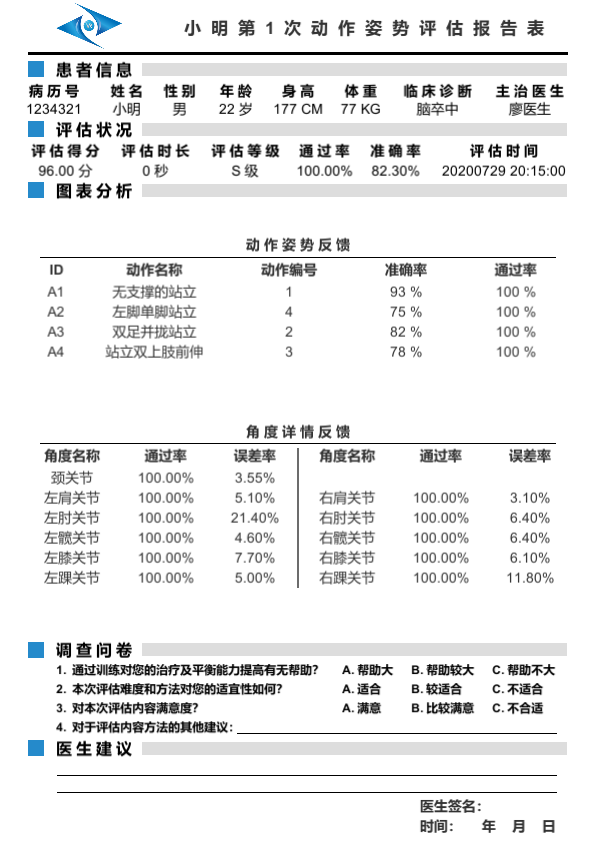 小明第1次动作姿势评估报告表
患者信息
病历号 姓名 性别 年龄 身高 体重 临床诊断 主治医生
1234321 小明 男 22 岁 177 CM 77 KG 脑卒中 廖医生
评估状况
评估得分 评估时长 评估等级 通过率 准确率 评估时间
96.00 分 0 秒 S 级 100.00% 82.30% 20200729 20:15:00
图表分析
动作姿势反馈
ID 动作名称 动作编号 准确率 通过率
A1 无支撑的站立 1 93 % 100 %
A2 左脚单脚站立 4 75 % 100 %
A3 双足并拢站立 2 82 % 100 %
A4 站立双上肢前伸 3 78 % 100 %
角度详情反馈
角度名称 通过率 误差率 角度名称 通过率 误差率
颈关节 100.00% 3.55%
左肩关节 100.00% 5.10% 右肩关节 100.00% 3.10%
左肘关节 100.00% 21.40% 右肘关节 100.00% 6.40%
左髋关节 100.00% 4.60% 右髋关节 100.00% 6.40%
左膝关节 100.00% 7.70% 右膝关节 100.00% 6.10%
左踝关节 100.00% 5.00% 右踝关节 100.00% 11.80%
调查问卷
1. 通过训练对您的治疗及平衡能力提高有无帮助? A. 帮助大 B. 帮助较大 C. 帮助不大
2. 本次评估难度和方法对您的适宜性如何? A. 适合 B. 较适合 C. 不适合
3. 对本次评估内容满意度? A. 满意 B. 比较满意 C. 不合适
4. 对于评估内容方法的其他建议:
医生建议
医生签名:
时间: 年 月 日